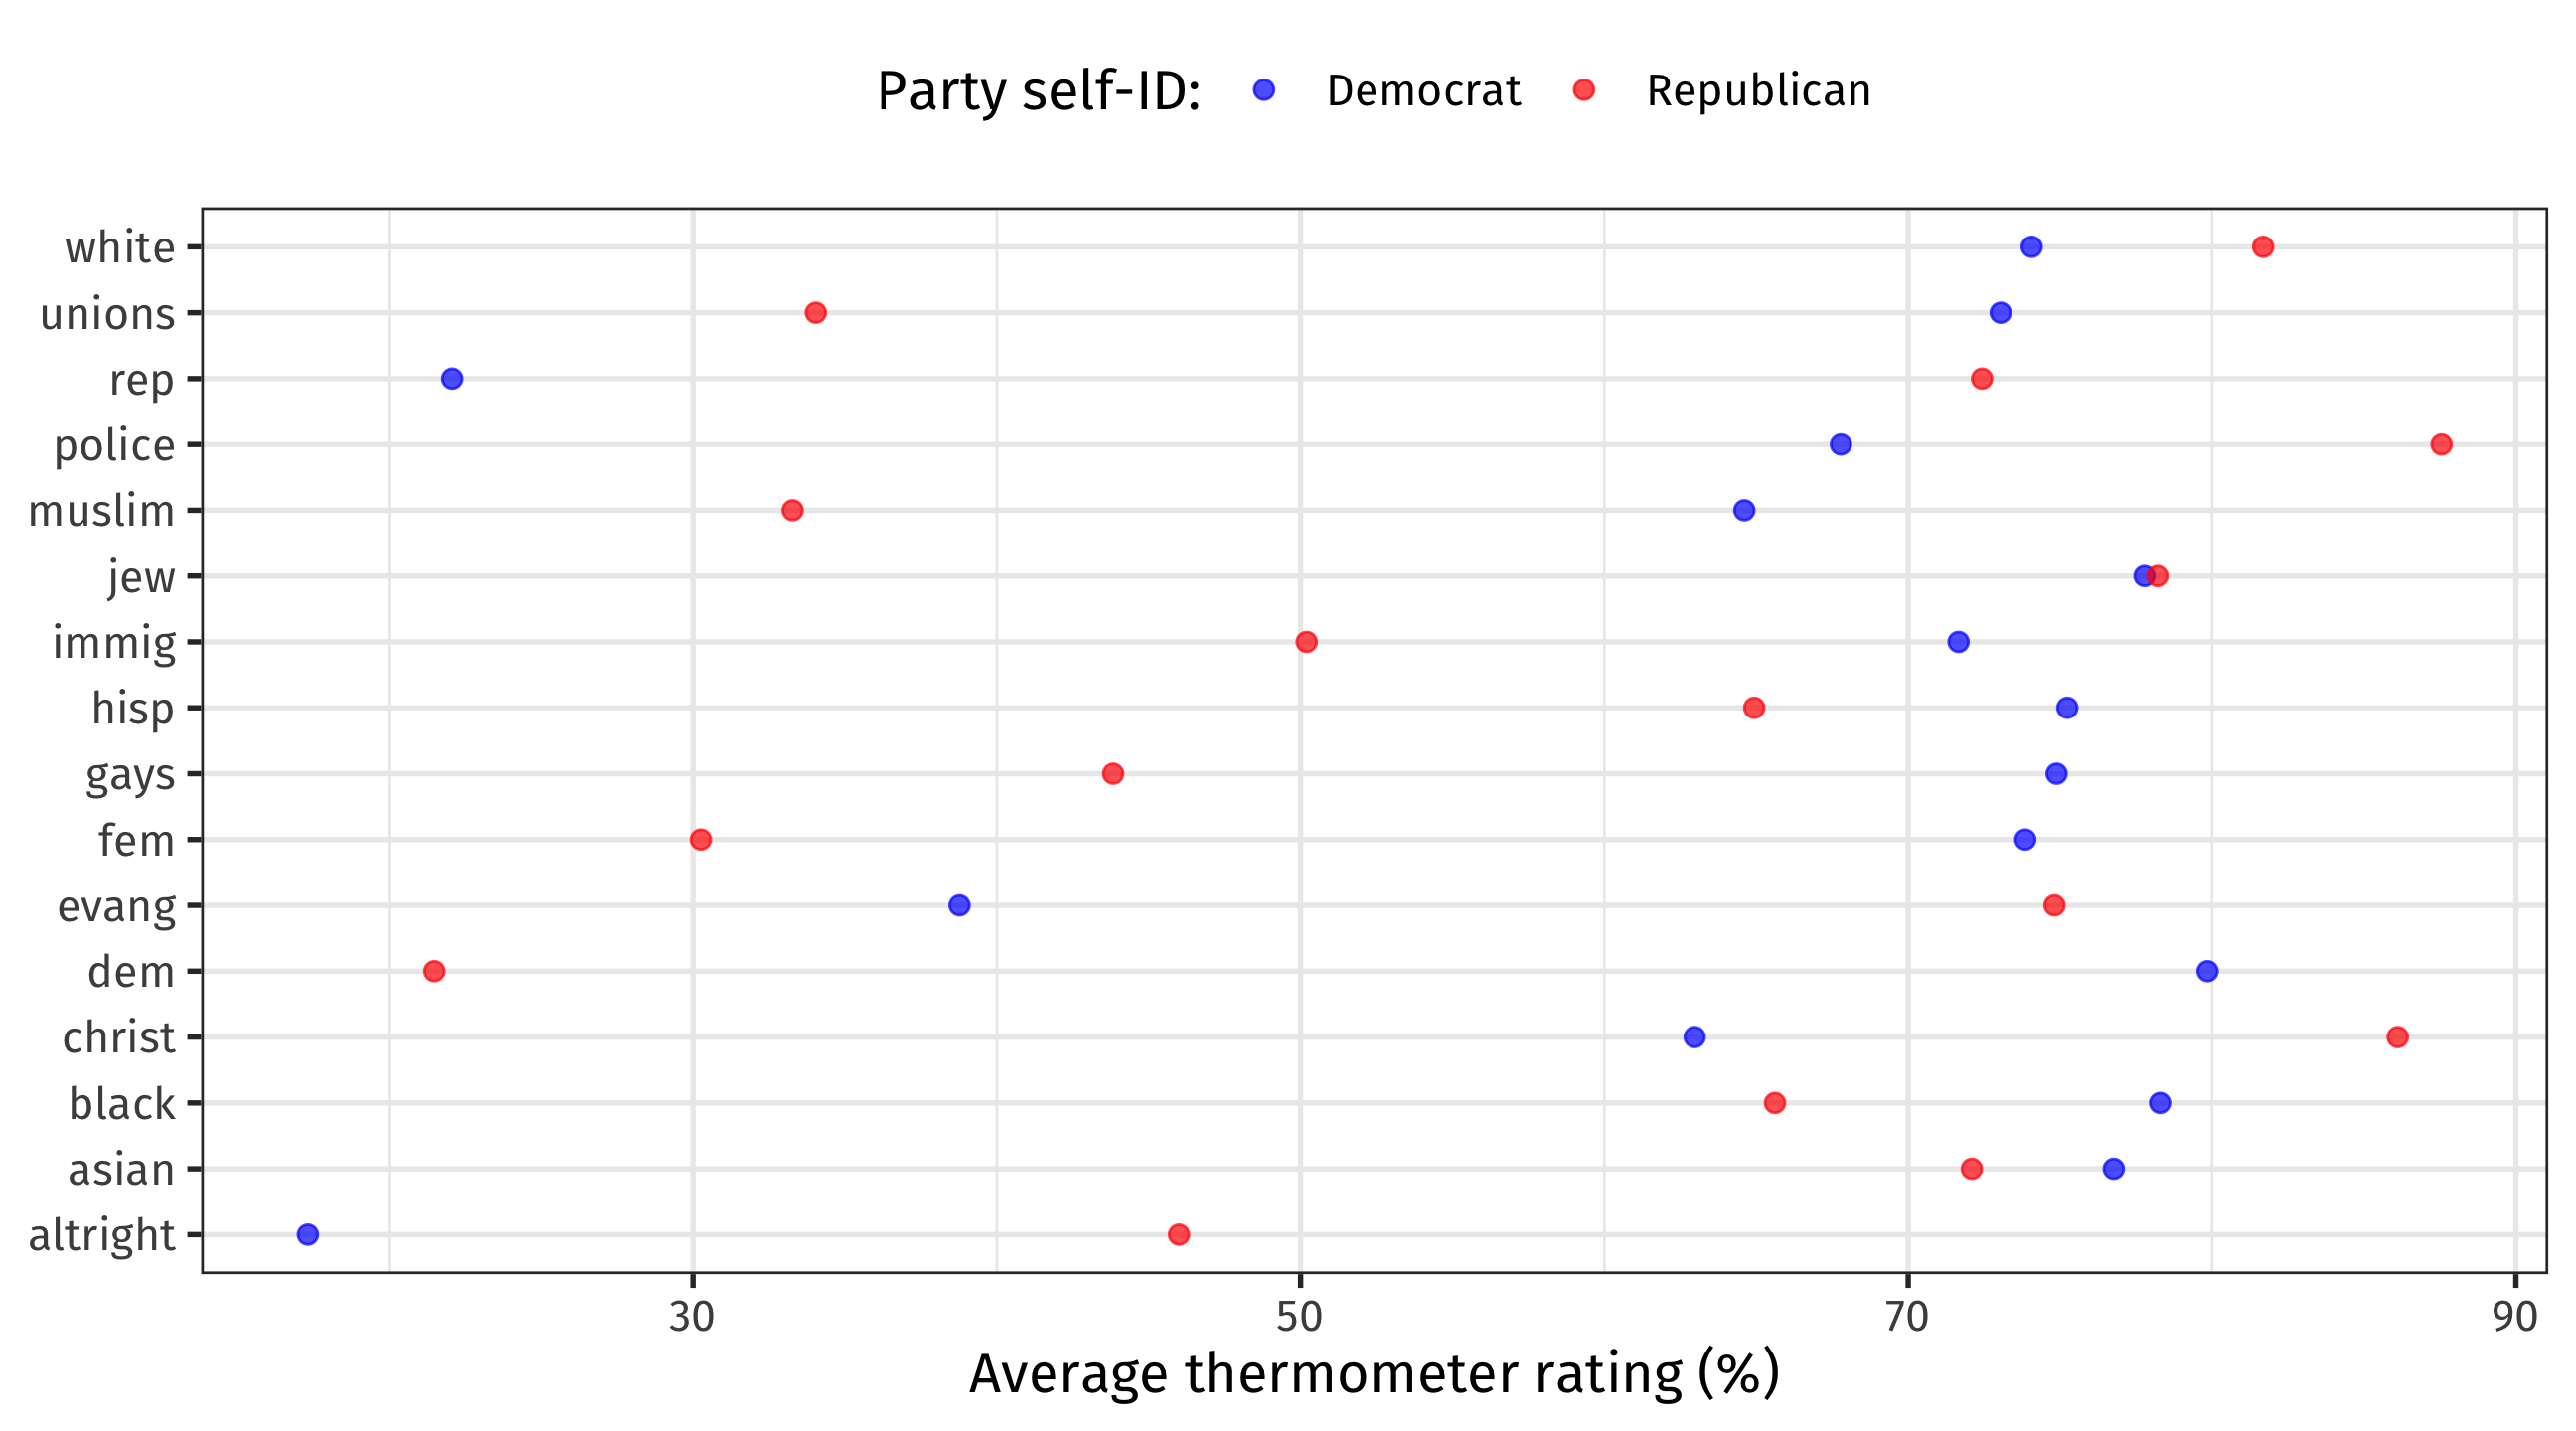 Party self-ID: Democrat Republican
white
unions
rep
police
muslim
jew
immig
hisp
gays
fem
evang
dem
christ
black
asian
altright
30 50 70 90
Average thermometer rating (%)